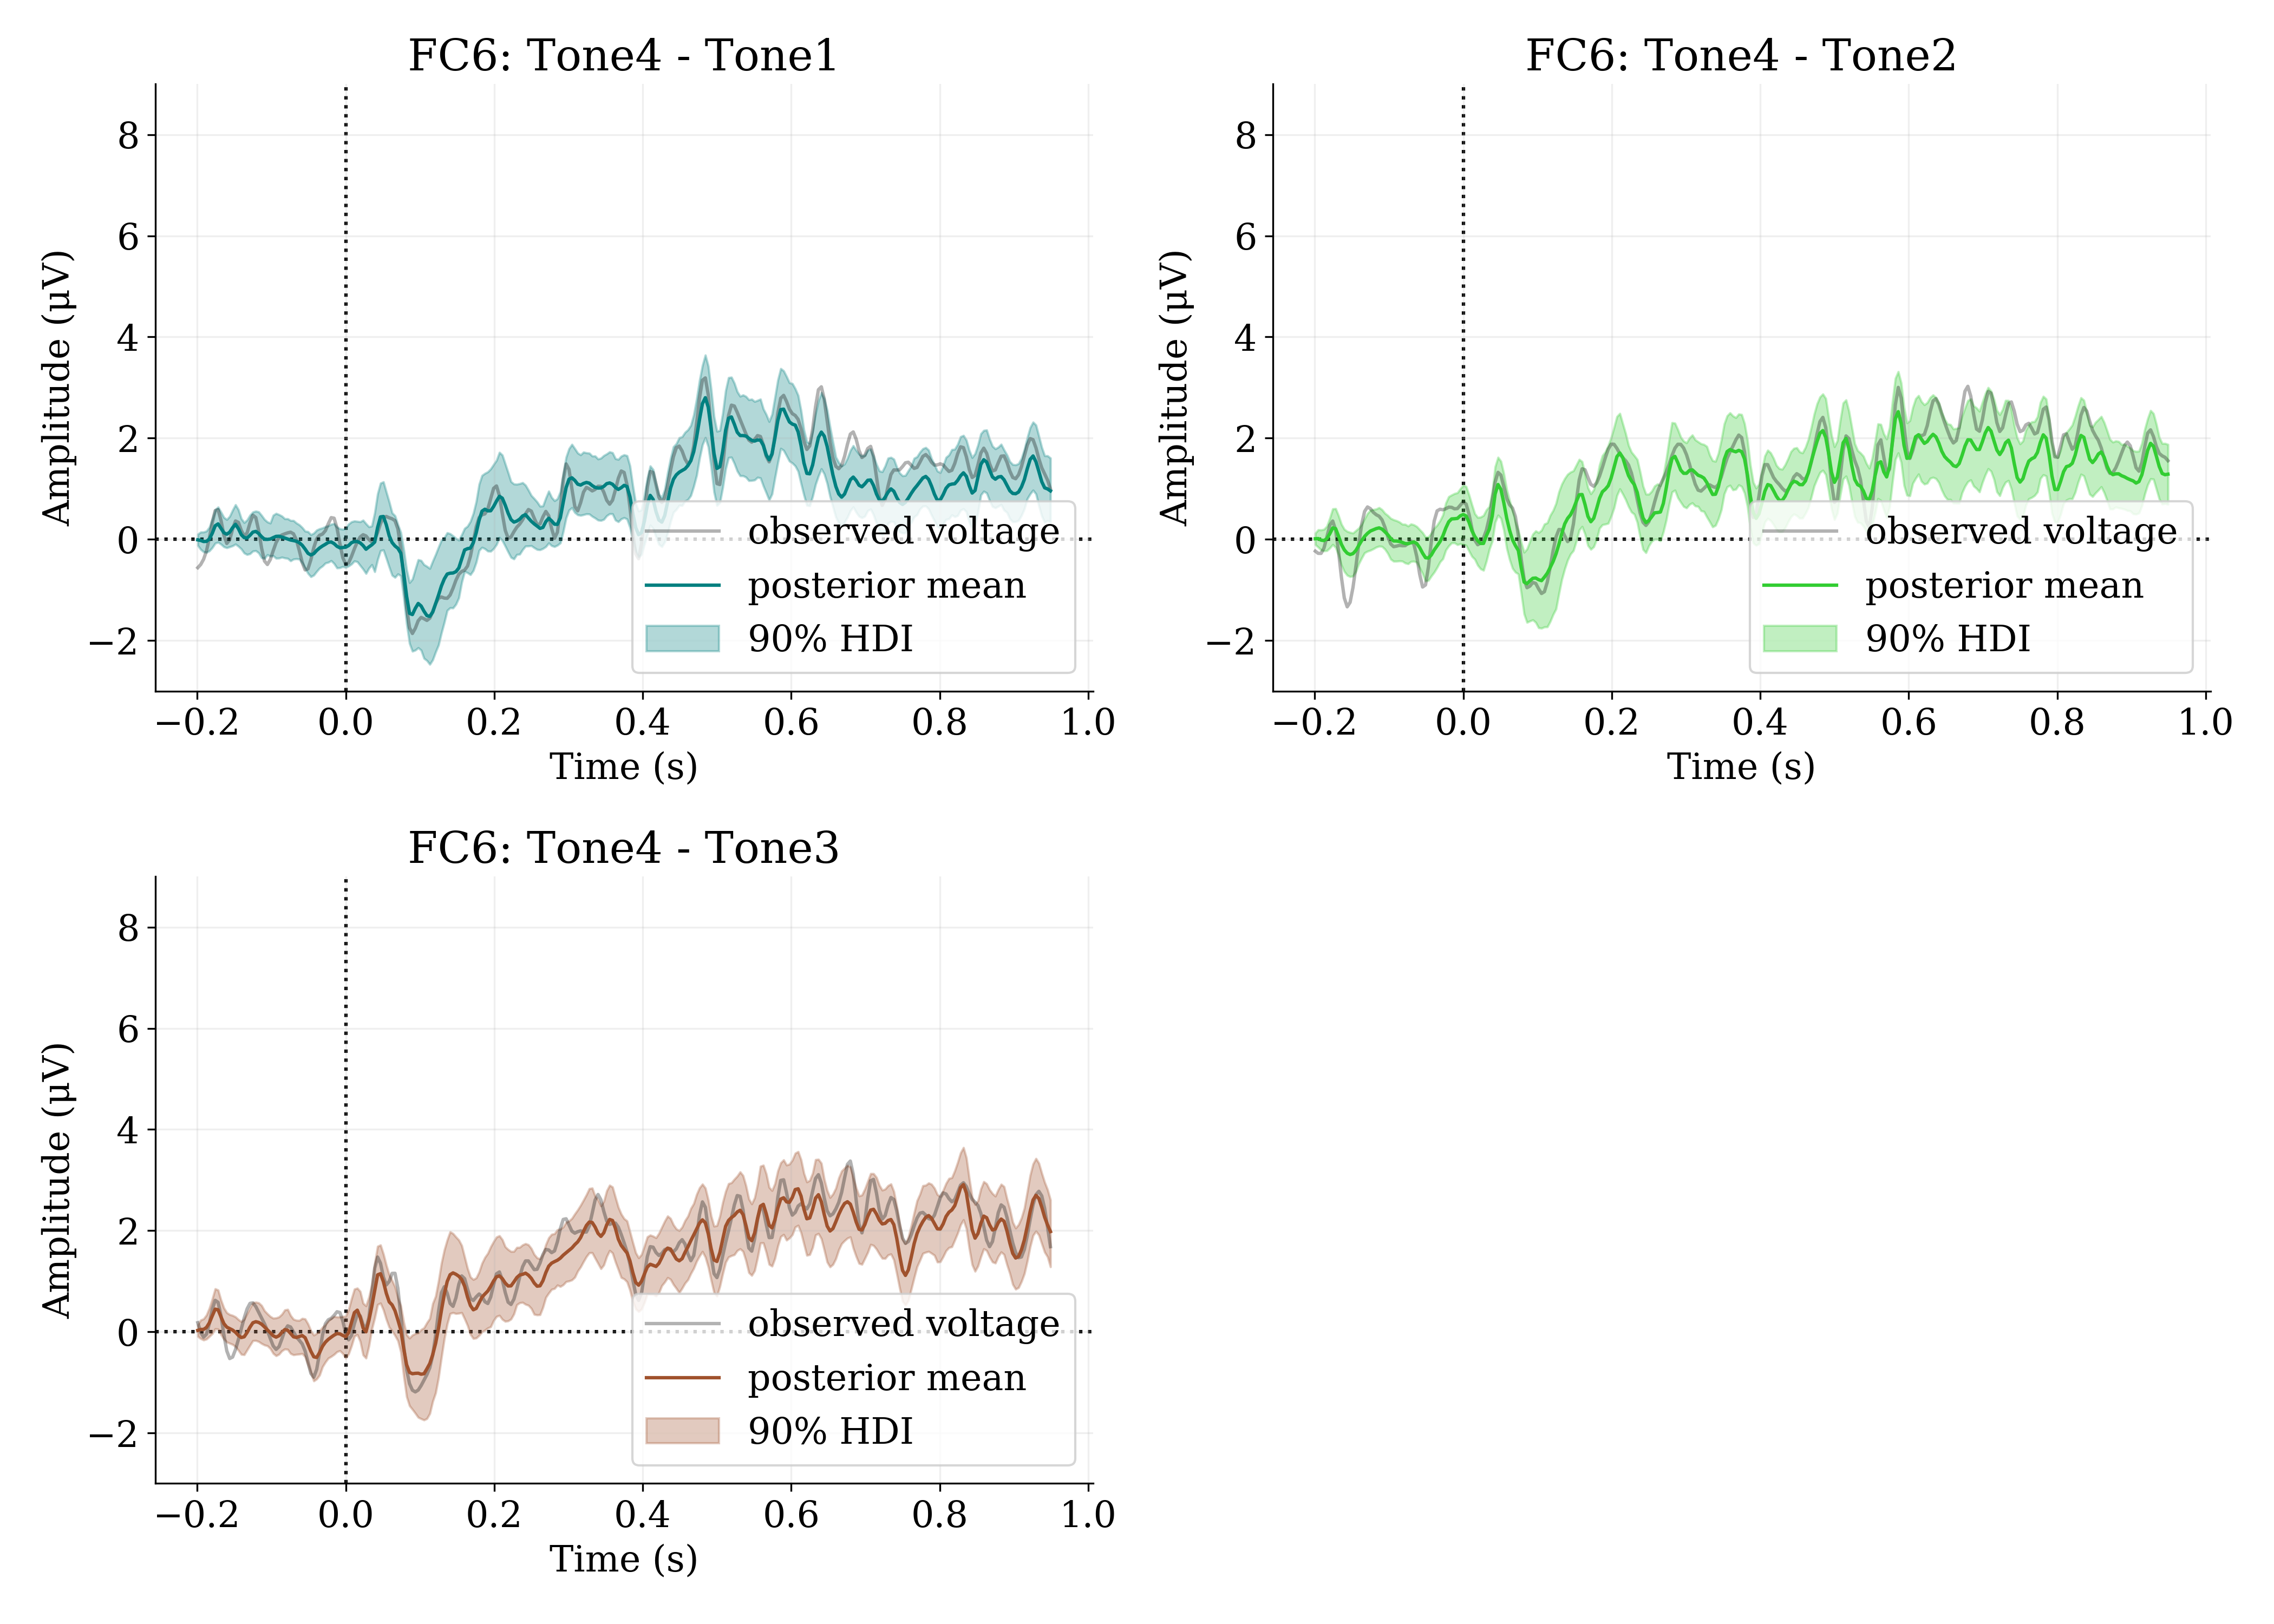 FC6: Tone4 - Tone1
Amplitude (µV)
8
6
4
2
0
−2
observed voltage
posterior mean
90% HDI
−0.2 0.0 0.2 0.4 0.6 0.8 1.0
Time (s)
FC6: Tone4 - Tone2
Amplitude (µV)
8
6
4
2
0
−2
observed voltage
posterior mean
90% HDI
−0.2 0.0 0.2 0.4 0.6 0.8 1.0
Time (s)
FC6: Tone4 - Tone3
Amplitude (µV)
8
6
4
2
0
−2
observed voltage
posterior mean
90% HDI
−0.2 0.0 0.2 0.4 0.6 0.8 1.0
Time (s)